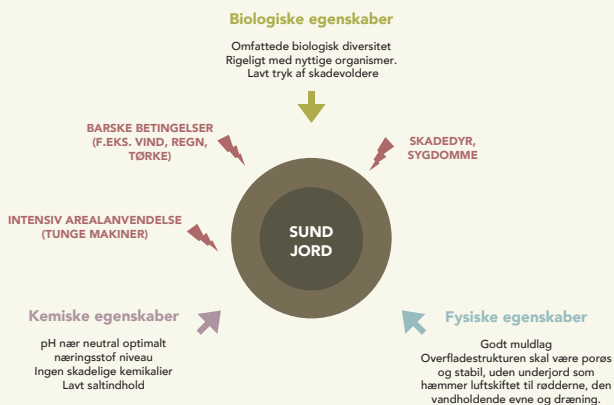 Biologiske egenskaber
Omfattede biologisk diversitet
Rigeligt med nyttige organismer.
Lavt tryk af skadevoldere
BARSKE BETINGELSER
(F.EKS. VIND, REGN,
TØRKE)
SKADEDYR,
SYGDOMME
INTENSIV AREALANVENDELSE
(TUNGE MAKINER)
SUND
JORD
Kemiske egenskaber
pH nær neutral optimalt
næringsstof niveau
Ingen skadelige kemikalier
Lavt saltindhold
Fysiske egenskaber
Godt muldlag
Overfladestrukturen skal være porøs
og stabil, uden underjord som
hæmmer luftskiftet til rødderne, den
vandholdende evne og dræning.